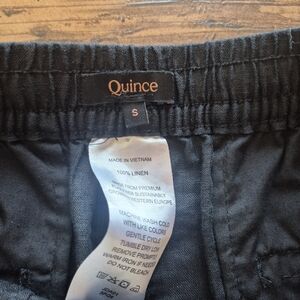 Quince
S
MADE IN VIETNAM
100% LINEN
MADE FROM PREMIUM
GROWN SUSTAINABLY
IN WESTERN EUROPE
MACHINE WASH COLD
WITH LIKE COLORS
GENTLE CYCLE
TUMBLE DRY LOW
REMOVE PROMPTLY
WARM IRON IF NEEDED
DO NOT BLEACH